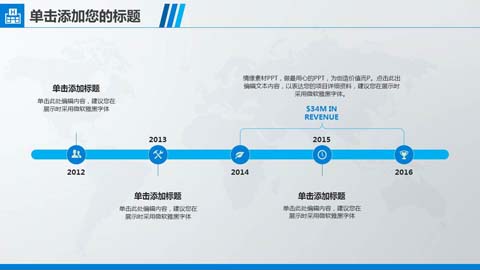 单击添加您的标题
情缘素材PPT，做最用心的PPT，为创造价值而P。点击此出
编辑文本内容，以表达您的项目详细资料，建议您在展示时
采用微软雅黑字体。
单击添加标题
单击此处编辑内容，建议您在
展示时采用微软雅黑字体
$34M IN
REVENUE
2013
2015
2012
2014
2016
单击添加标题
单击此处编辑内容，建议您在
展示时采用微软雅黑字体
单击添加标题
单击此处编辑内容，建议您在
展示时采用微软雅黑字体